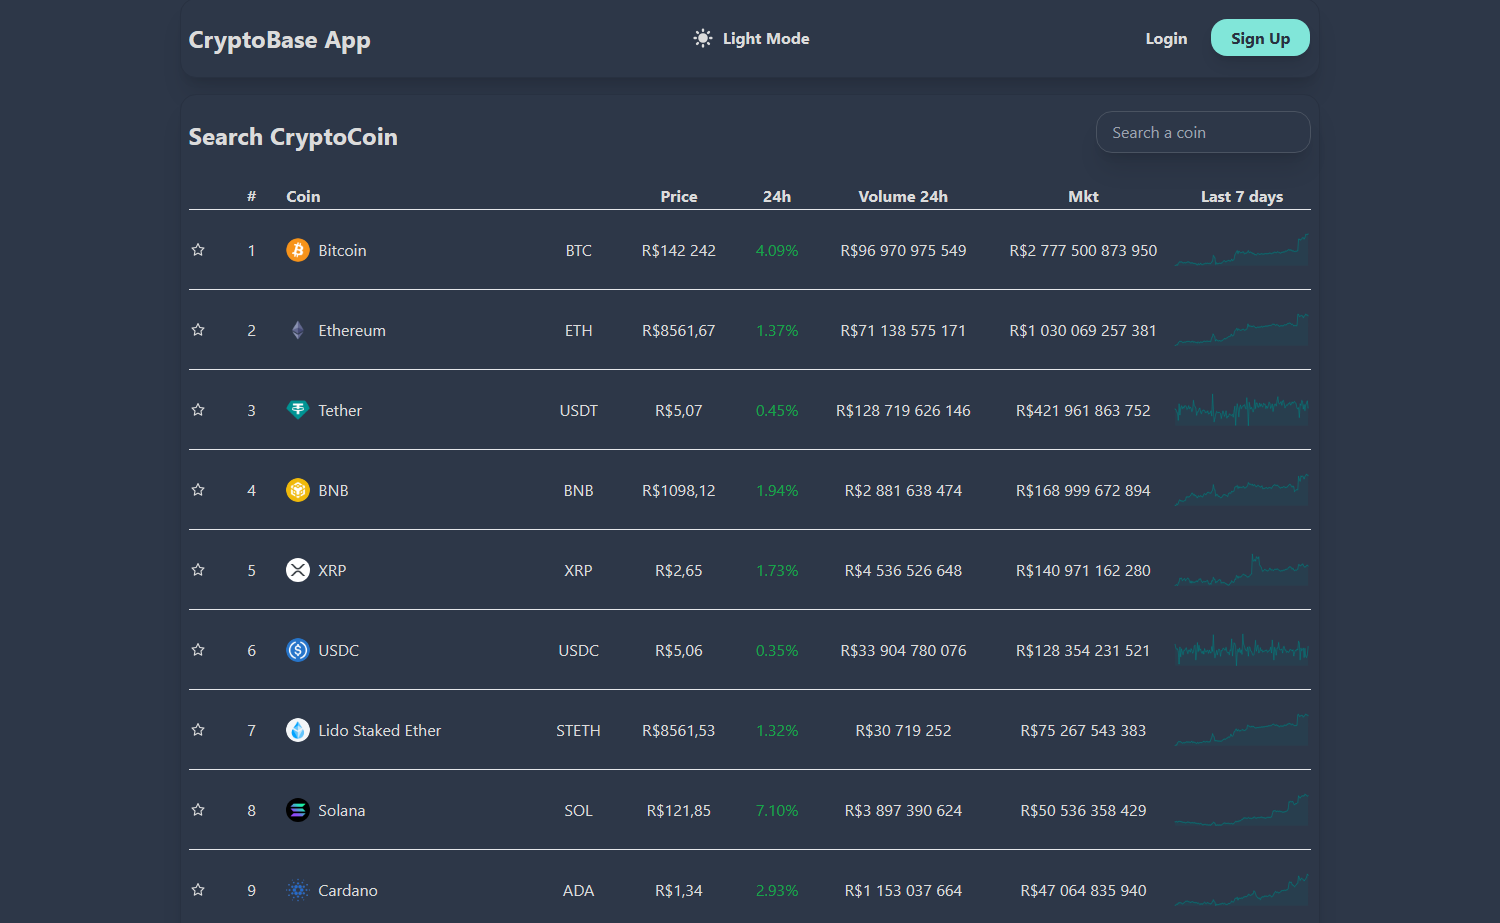 CryptoBase App Light Mode Login Sign Up
Search CryptoCoin Search a coin
# Coin Price 24h Volume 24h Mkt Last 7 days
1 Bitcoin BTC R$142 242 4.09% R$96 970 975 549 R$2 777 500 873 950
2 Ethereum ETH R$8561,67 1.37% R$71 138 575 171 R$1 030 069 257 381
3 Tether USDT R$5,07 0.45% R$128 719 626 146 R$421 961 863 752
4 BNB BNB R$1098,12 1.94% R$2 881 638 474 R$168 999 672 894
5 XRP XRP R$2,65 1.73% R$4 536 526 648 R$140 971 162 280
6 USDC USDC R$5,06 0.35% R$33 904 780 076 R$128 354 231 521
7 Lido Staked Ether STETH R$8561,53 1.32% R$30 719 252 R$75 267 543 383
8 Solana SOL R$121,85 7.10% R$3 897 390 624 R$50 536 358 429
9 Cardano ADA R$1,34 2.93% R$1 153 037 664 R$47 064 835 940